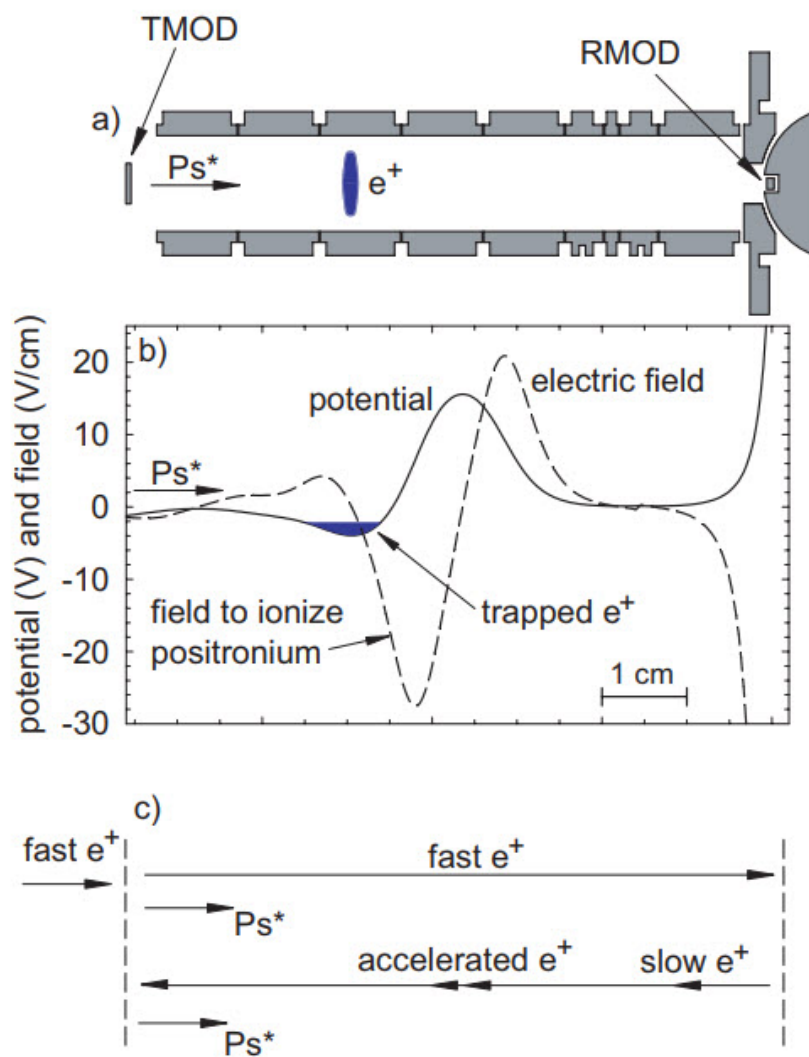 TMOD
RMOD
a)
Ps*
e+
b)
20
10
0
-10
-20
-30
potential (V) and field (V/cm)
potential
electric field
Ps*
trapped e+
field to ionize
positronium
1 cm
c)
fast e+
fast e+
Ps*
accelerated e+
slow e+
Ps*